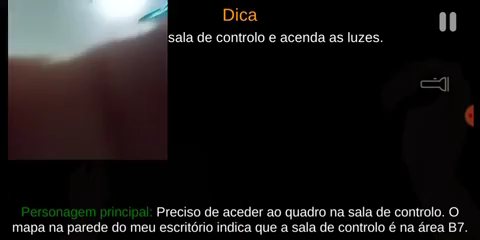 Dica
sala de controlo e acenda as luzes.
Personagem principal: Preciso de aceder ao quadro na sala de controlo. O
mapa na parede do meu escritório indica que a sala de controlo é na área B7.